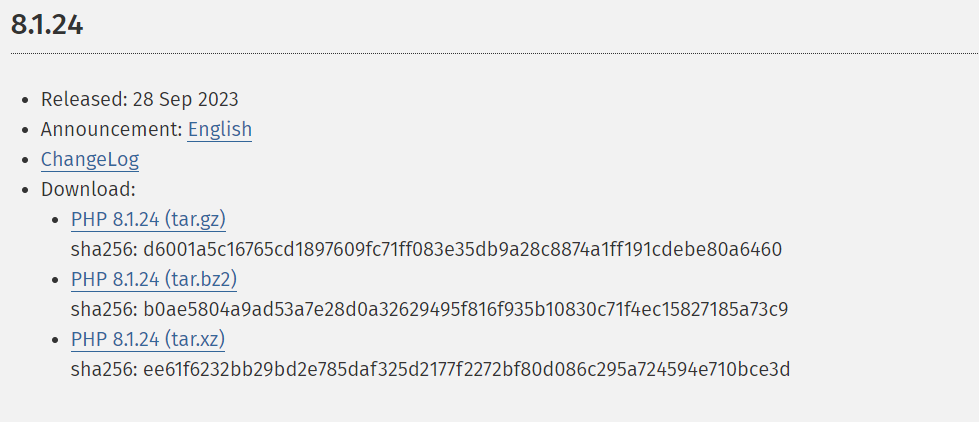 8.1.24
Released: 28 Sep 2023
Announcement: English
ChangeLog
Download:
PHP 8.1.24 (tar.gz)
sha256: d6001a5c16765cd1897609fc71ff083e35db9a28c8874a1ff191cdebe80a6460
PHP 8.1.24 (tar.bz2)
sha256: b0ae5804a9ad53a7e28d0a32629495f816f935b10830c71f4ec15827185a73c9
PHP 8.1.24 (tar.xz)
sha256: ee61f6232bb29bd2e785daf325d2177f2272bf80d086c295a724594e710bce3d